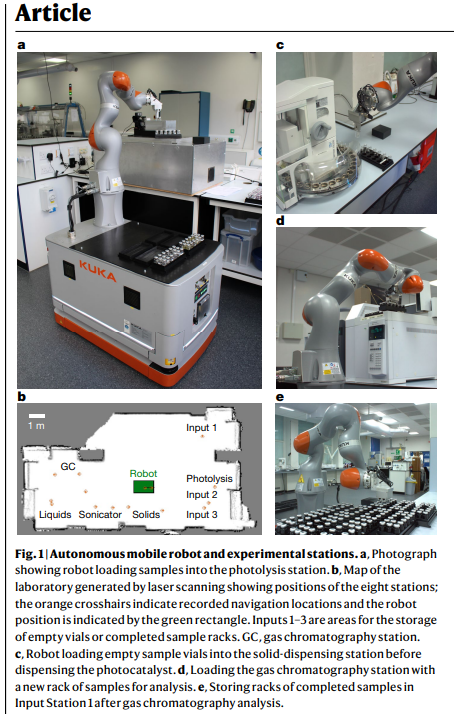 Article
a
c
KUKA
d
b
e
1 m
Input 1
GC
Robot
Photolysis
Input 2
Liquids
Sonicator
Solids
Input 3
Fig. 1 | Autonomous mobile robot and experimental stations. a, Photograph
showing robot loading samples into the photolysis station. b, Map of the
laboratory generated by laser scanning showing positions of the eight stations;
the orange crosshairs indicate recorded navigation locations and the robot
position is indicated by the green rectangle. Inputs 1–3 are areas for the storage
of empty vials or completed sample racks. GC, gas chromatography station.
c, Robot loading empty sample vials into the solid-dispensing station before
dispensing the photocatalyst. d, Loading the gas chromatography station with
a new rack of samples for analysis. e, Storing racks of completed samples in
Input Station 1 after gas chromatography analysis.